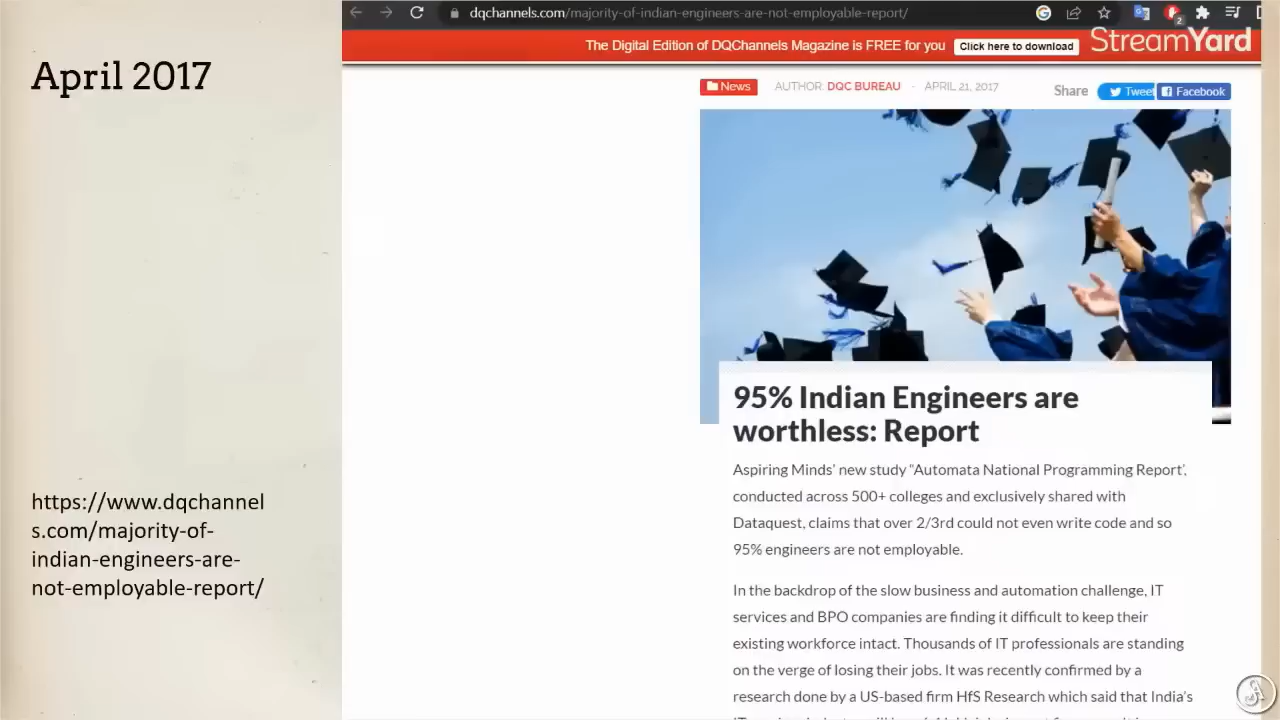 April 2017
https://www.dqchannel
s.com/majority-of-
indian-engineers-are-
not-employable-report/
dqchannels.com/majority-of-indian-engineers-are-not-employable-report/
2
The Digital Edition of DQChannels Magazine is FREE for you Click here to download
StreamYard
News AUTHOR: DQC BUREAU - APRIL 21, 2017 Share Tweet Facebook
95% Indian Engineers are
worthless: Report
Aspiring Minds' new study “Automata National Programming Report',
conducted across 500+ colleges and exclusively shared with
Dataquest, claims that over 2/3rd could not even write code and so
95% engineers are not employable.
In the backdrop of the slow business and automation challenge, IT
services and BPO companies are finding it difficult to keep their
existing workforce intact. Thousands of IT professionals are standing
on the verge of losing their jobs. It was recently confirmed by a
research done by a US-based firm HfS Research which said that India's